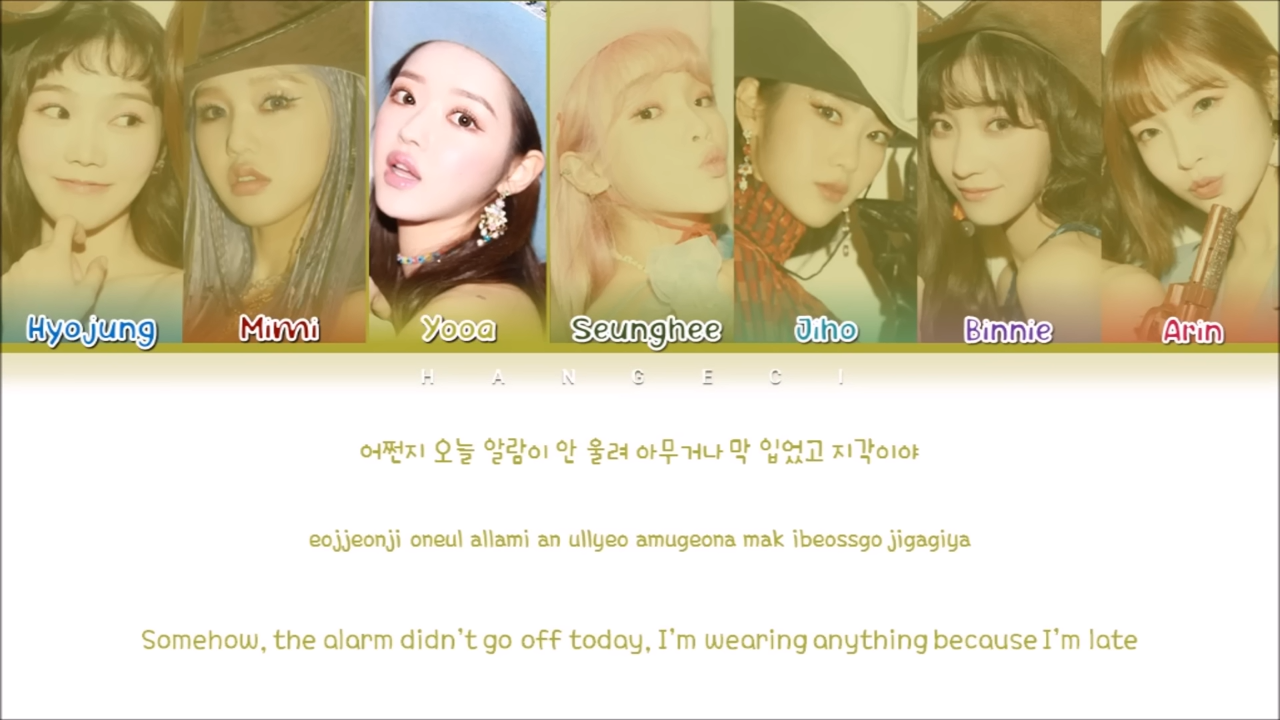 Hyojung Mimi Yooa Seunghee Jiho Binnie Arin
H A N G E C I
어쩐지 오늘 알람이 안 울려 아무거나 막 입었고 지각이야
eojjeonji oneul allami an ullyeo amugeona mak ibeossgo jigagiya
Somehow, the alarm didn't go off today, I'm wearing anything because I'm late